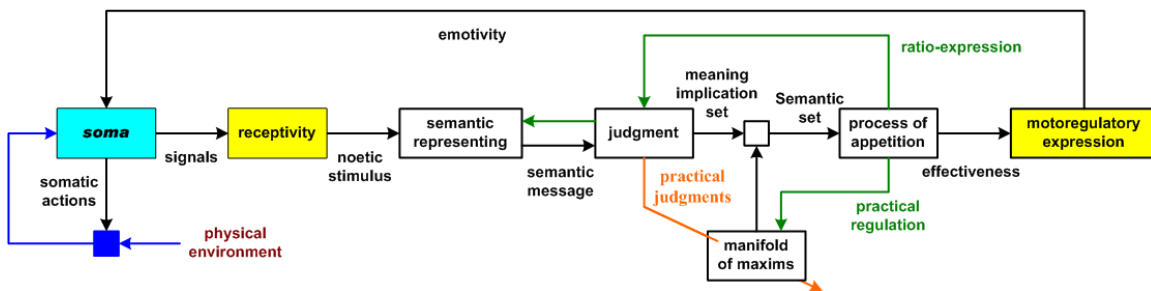 emotivity
ratio-expression
meaning
implication
set
Semantic
set
soma
receptivity
semantic
representing
judgment
process of
appetition
motoregulatory
expression
signals
noetic
stimulus
semantic
message
effectiveness
somatic
actions
practical
judgments
practical
regulation
physical
environment
manifold
of maxims